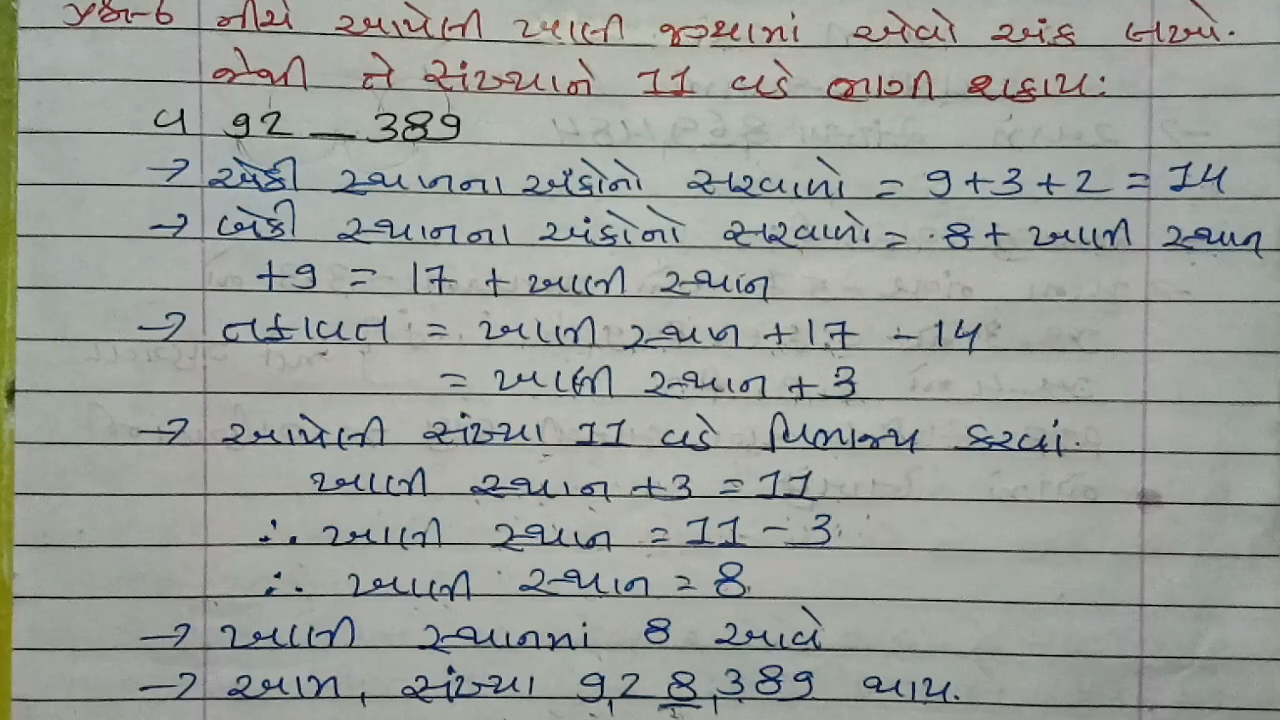 પ્રશ્ન-6 નીચે આપેલી ખાલી જગ્યાનાં એવો અંક લખો.
જેથી તે સંખ્યાને 11 વડે ભાગી શકાય:
92 _ 389
→ એકી સ્થાનના અંકોનો સરવાળો = 9+3+2 = 14
→ બેકી સ્થાનના અંકોનો સરવાળો = 8 + ખાલી સ્થાન
+9 = 17 + ખાલી સ્થાન
→ તફાવત = ખાલી સ્થાન +17 - 14
= ખાલી સ્થાન + 3
→ આપેલી સંખ્યા 11 વડે વિભાજ્ય કરવાં.
ખાલી સ્થાન +3 = 11
∴ ખાલી સ્થાન = 11 - 3
∴ ખાલી સ્થાન = 8
→ ખાલી સ્થાનમાં 8 આવે
→ આમ, સંખ્યા 9,28,389 થાય.